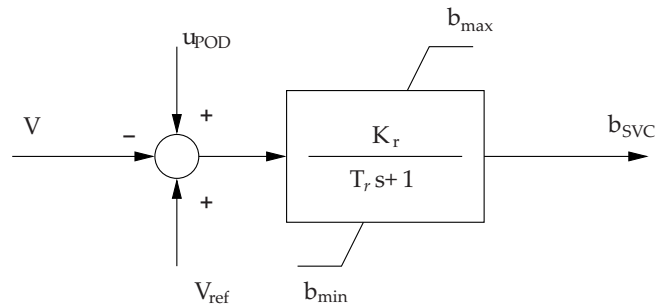 b_max
u_POD
V
−
+
K_r
T_r s+1
b_SVC
+
V_ref
b_min